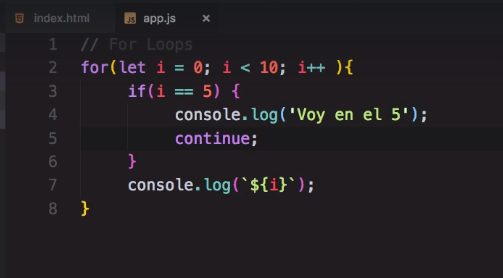 index.html app.js ×
1 // For Loops
2 for(let i = 0; i < 10; i++ ){
3 if(i == 5) {
4 console.log('Voy en el 5');
5 continue;
6 }
7 console.log(`${i}`);
8 }